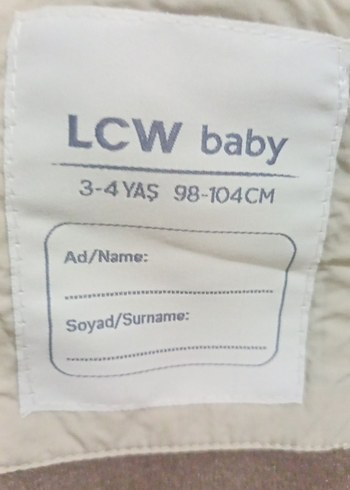 LCW baby
3-4 YAŞ 98-104CM
Ad/Name:
Soyad/Surname: